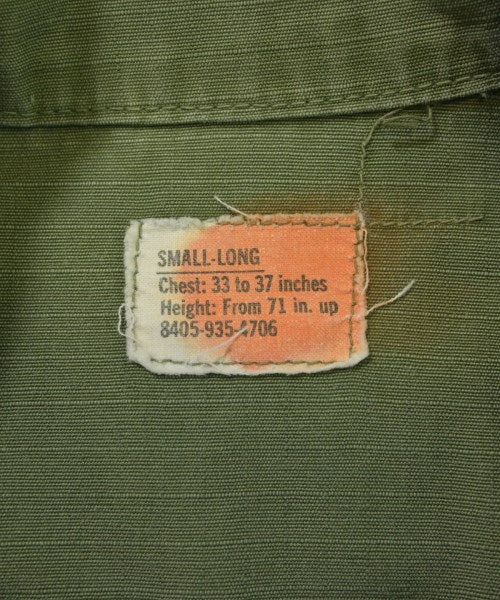 SMALL-LONG
Chest: 33 to 37 inches
Height: From 71 in. up
8405-935-4706